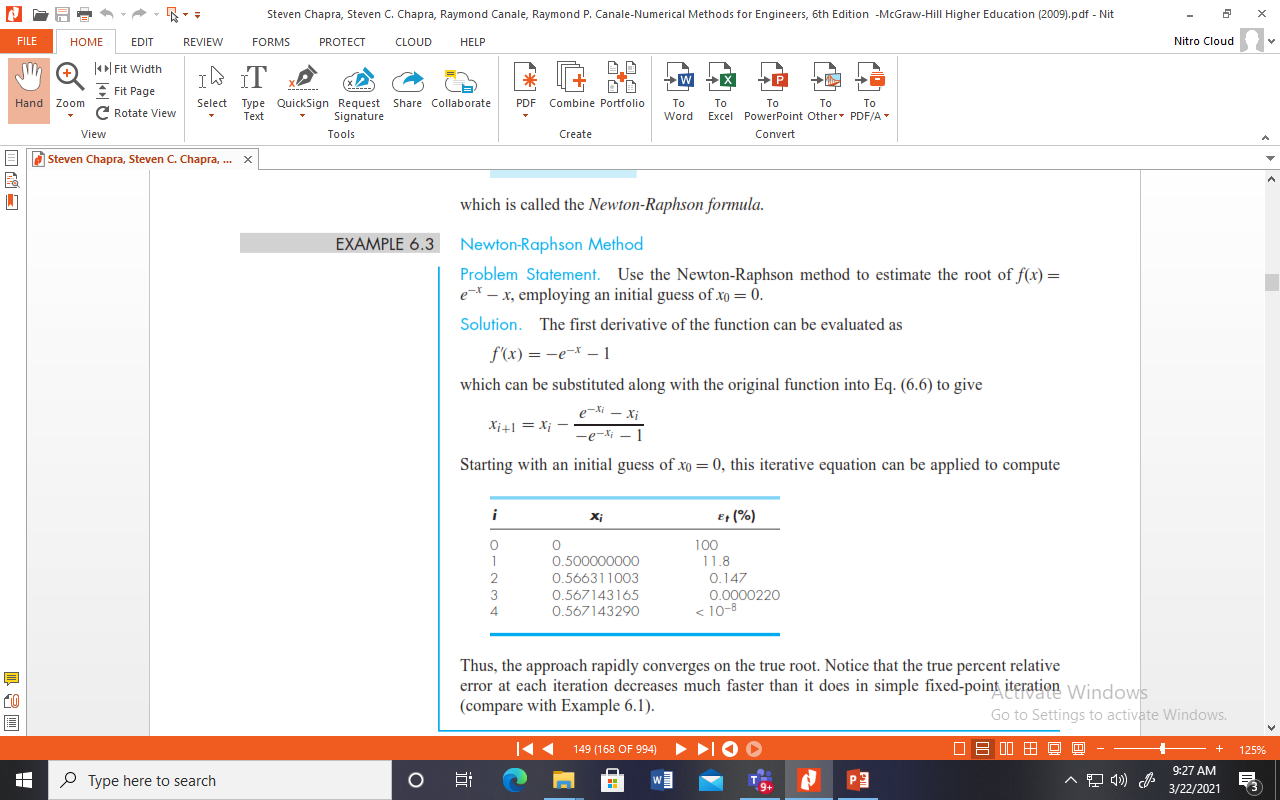 Steven Chapra, Steven C. Chapra, Raymond Canale, Raymond P. Canale-Numerical Methods for Engineers, 6th Edition -McGraw-Hill Higher Education (2009).pdf - Nit
FILE HOME EDIT REVIEW FORMS PROTECT CLOUD HELP Nitro Cloud
Hand Zoom Fit Width Fit Page Rotate View
View
Select Type Text QuickSign Request Signature Share Collaborate
Tools
PDF Combine Portfolio
Create
To Word To Excel To PowerPoint To Other To PDF/A
Convert
Steven Chapra, Steven C. Chapra, ...
which is called the Newton-Raphson formula.
EXAMPLE 6.3 Newton-Raphson Method
Problem Statement. Use the Newton-Raphson method to estimate the root of f(x) =
e⁻ˣ − x, employing an initial guess of x₀ = 0.
Solution. The first derivative of the function can be evaluated as
f′(x) = −e⁻ˣ − 1
which can be substituted along with the original function into Eq. (6.6) to give
xᵢ₊₁ = xᵢ − (e^(−xᵢ) − xᵢ) / (−e^(−xᵢ) − 1)
Starting with an initial guess of x₀ = 0, this iterative equation can be applied to compute
i xᵢ εₜ (%)
0 0 100
1 0.500000000 11.8
2 0.566311003 0.147
3 0.567143165 0.0000220
4 0.567143290 < 10⁻⁸
Thus, the approach rapidly converges on the true root. Notice that the true percent relative
error at each iteration decreases much faster than it does in simple fixed-point iteration
(compare with Example 6.1).
Activate Windows
Go to Settings to activate Windows.
149 (168 OF 994) 125%
Type here to search
9+
9:27 AM
3/22/2021
3